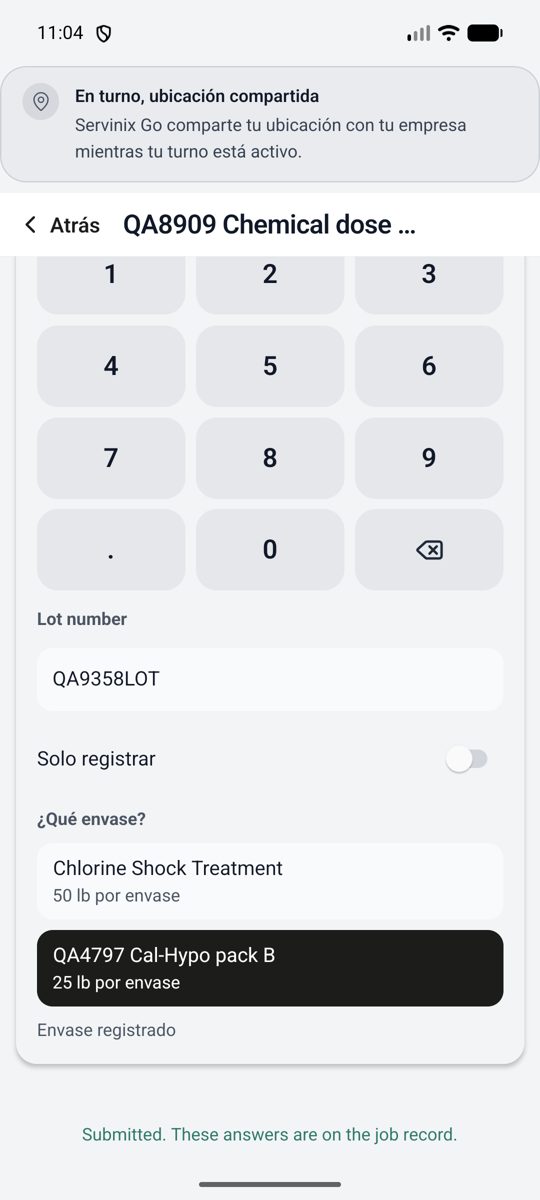 11:04
En turno, ubicación compartida
Servinix Go comparte tu ubicación con tu empresa
mientras tu turno está activo.
Atrás QA8909 Chemical dose ...
1 2 3
4 5 6
7 8 9
. 0
Lot number
QA9358LOT
Solo registrar
¿Qué envase?
Chlorine Shock Treatment
50 lb por envase
QA4797 Cal-Hypo pack B
25 lb por envase
Envase registrado
Submitted. These answers are on the job record.